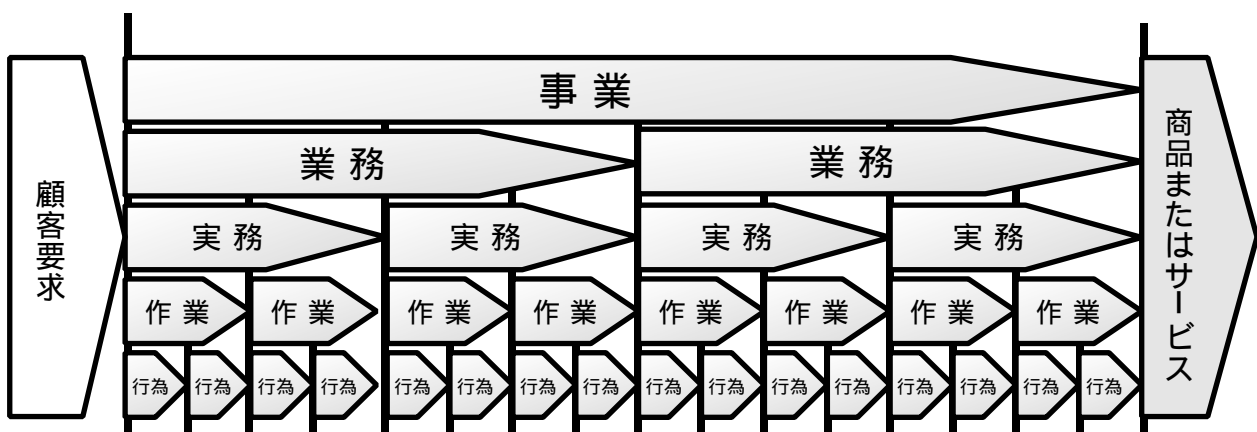 顧客要求
事業
業務 業務
実務 実務 実務 実務
作業 作業 作業 作業 作業 作業 作業 作業
行為 行為 行為 行為 行為 行為 行為 行為 行為 行為 行為 行為 行為 行為 行為 行為
商品またはサービス